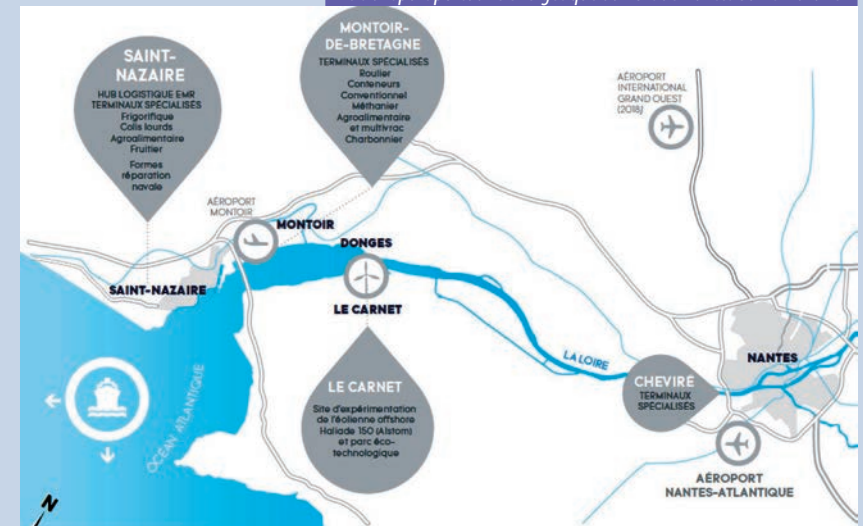 SAINT-
NAZAIRE
HUB LOGISTIQUE EMR
TERMINAUX SPÉCIALISÉS
Frigorifique
Colis lourds
Agroalimentaire
Fruitier
Formes
réparation
navale
MONTOIR-
DE-BRETAGNE
TERMINAUX SPÉCIALISÉS
Roulier
Conteneurs
Conventionnel
Méthanier
Agroalimentaire
et multivrac
Charbonnier
AÉROPORT
INTERNATIONAL
GRAND OUEST
(2018)
AÉROPORT
MONTOIR
MONTOIR
DONGES
SAINT-NAZAIRE
LE CARNET
LA LOIRE
NANTES
CHEVIRÉ
TERMINAUX
SPÉCIALISÉS
LE CARNET
Site d'expérimentation
de l'éolienne offshore
Haliade 150 (Alstom)
et parc éco-
technologique
OCÉAN ATLANTIQUE
AÉROPORT
NANTES-ATLANTIQUE
N